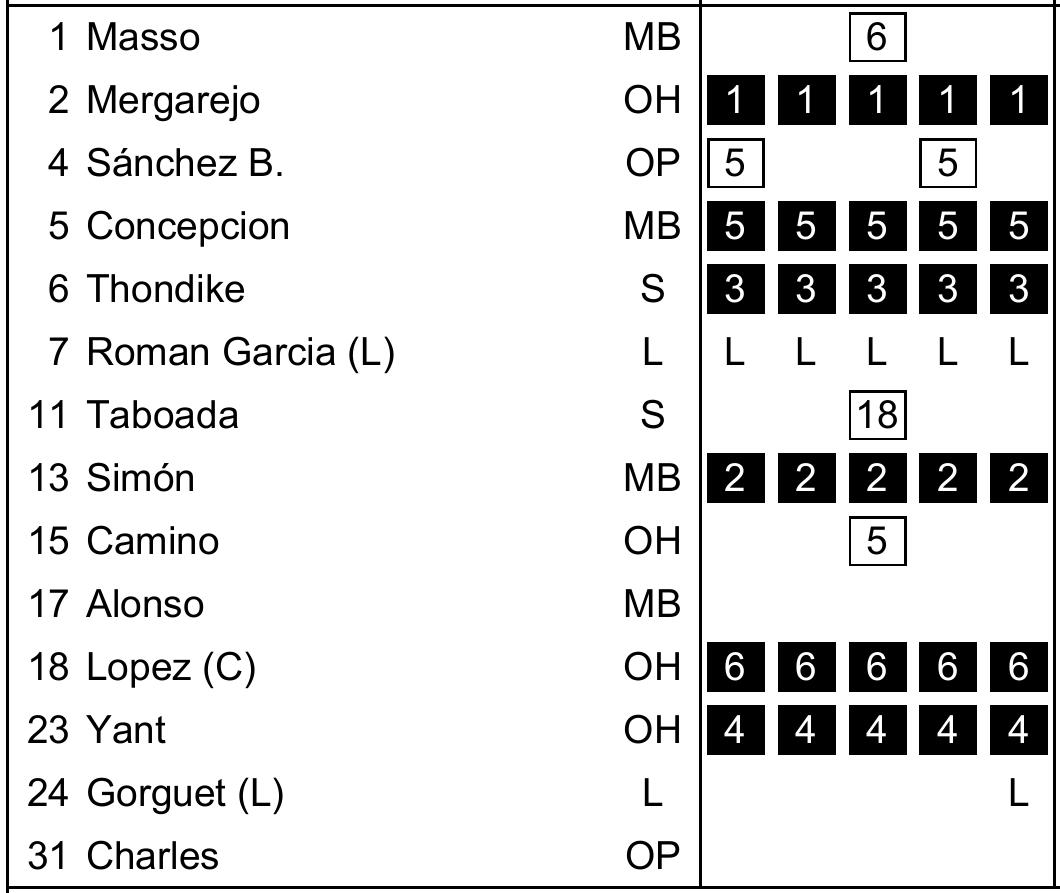 1 Masso MB 6
2 Mergarejo OH 1 1 1 1 1
4 Sánchez B. OP 5 5
5 Concepcion MB 5 5 5 5 5
6 Thondike S 3 3 3 3 3
7 Roman Garcia (L) L L L L L L
11 Taboada S 18
13 Simón MB 2 2 2 2 2
15 Camino OH 5
17 Alonso MB
18 Lopez (C) OH 6 6 6 6 6
23 Yant OH 4 4 4 4 4
24 Gorguet (L) L L
31 Charles OP